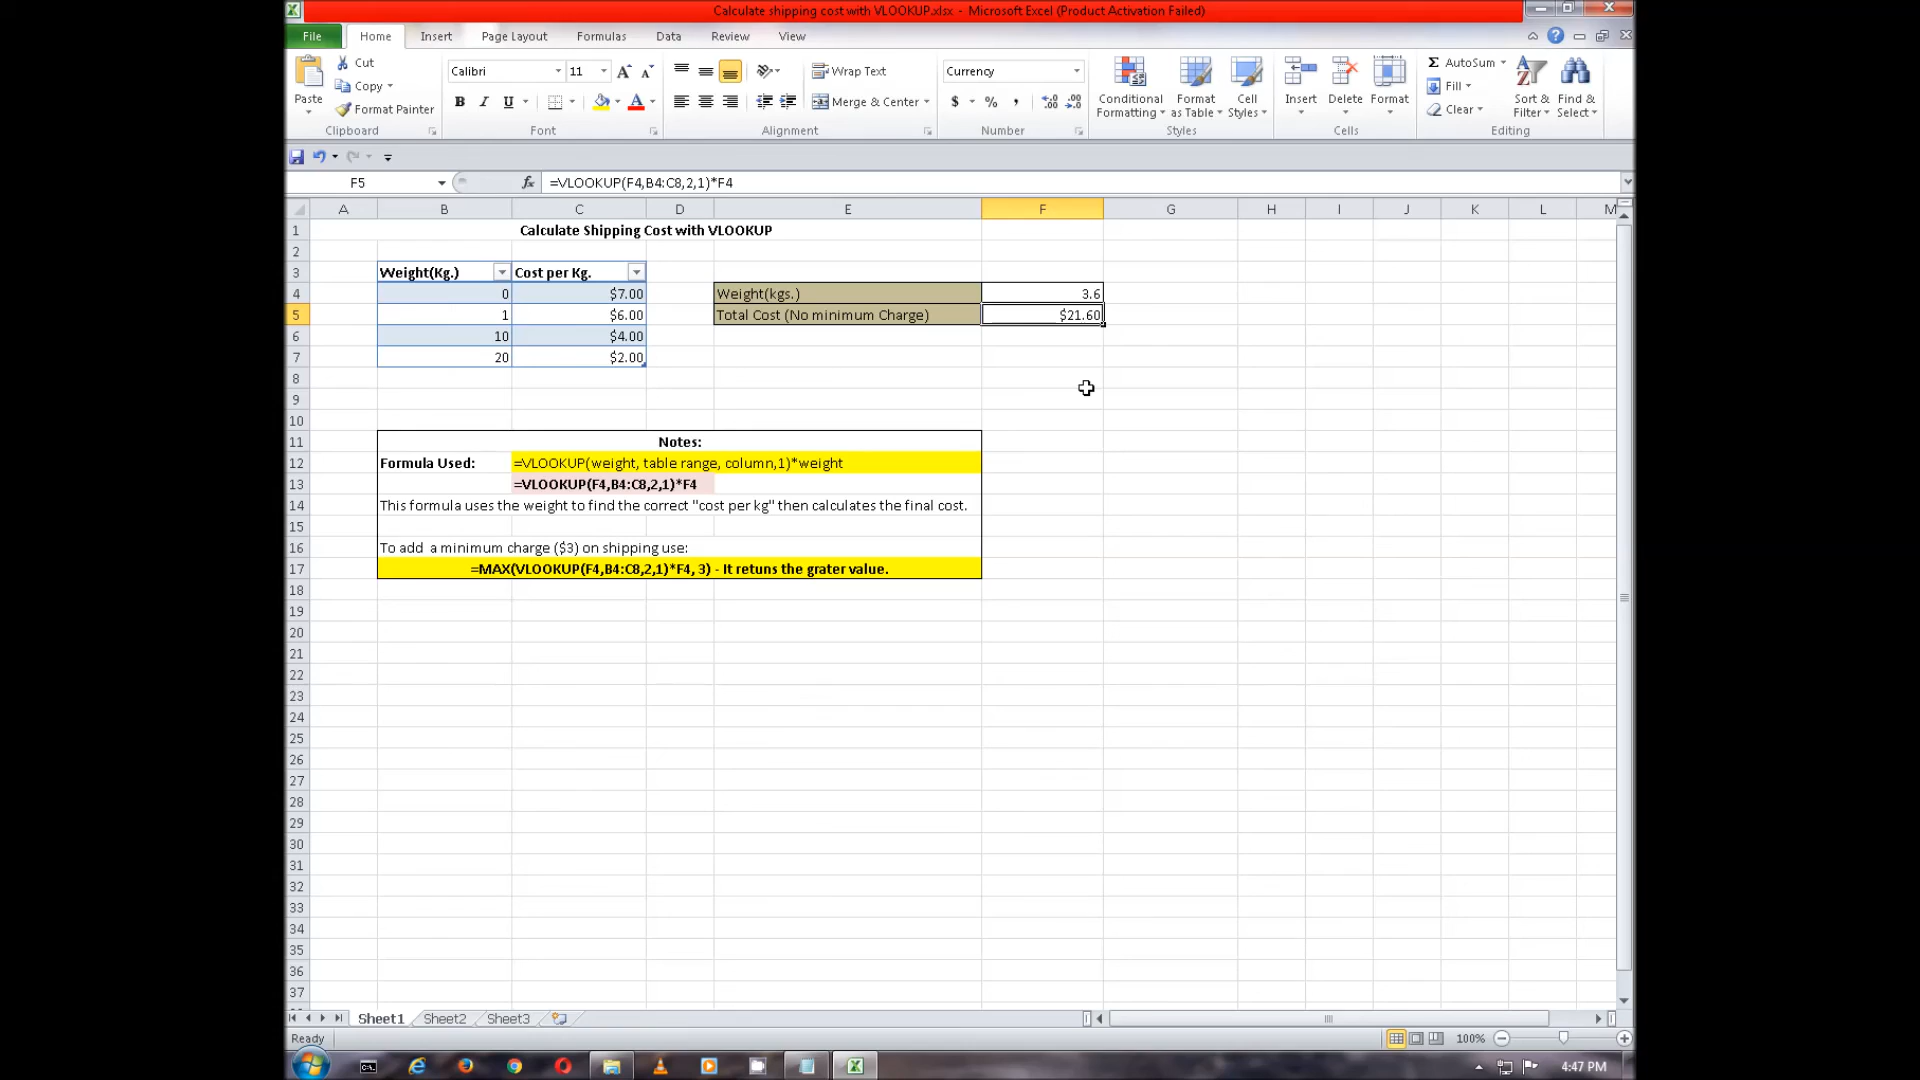 Calculate shipping cost with VLOOKUP.xlsx - Microsoft Excel (Product Activation Failed)
File Home Insert Page Layout Formulas Data Review View
Paste
Cut
Copy
Format Painter
Clipboard
Calibri 11
B I U A
Font
Wrap Text
Merge & Center
Alignment
Currency
$ % ,
Number
Conditional Formatting
Format as Table
Cell Styles
Styles
Insert Delete Format
Cells
Σ AutoSum
Fill
Clear
Sort & Filter
Find & Select
Editing
F5 fx =VLOOKUP(F4,B4:C8,2,1)*F4
A B C D E F G H I J K L M
1 Calculate Shipping Cost with VLOOKUP
2
3 Weight(Kg.) Cost per Kg.
4 0 $7.00 Weight(kgs.) 3.6
5 1 $6.00 Total Cost (No minimum Charge) $21.60
6 10 $4.00
7 20 $2.00
8
9
10
11 Notes:
12 Formula Used: =VLOOKUP(weight, table range, column,1)*weight
13 =VLOOKUP(F4,B4:C8,2,1)*F4
14 This formula uses the weight to find the correct "cost per kg" then calculates the final cost.
15
16 To add a minimum charge ($3) on shipping use:
17 =MAX(VLOOKUP(F4,B4:C8,2,1)*F4, 3) - It retuns the grater value.
18
19
20
21
22
23
24
25
26
27
28
29
30
31
32
33
34
35
36
37
Sheet1 Sheet2 Sheet3
Ready 100%
4:47 PM